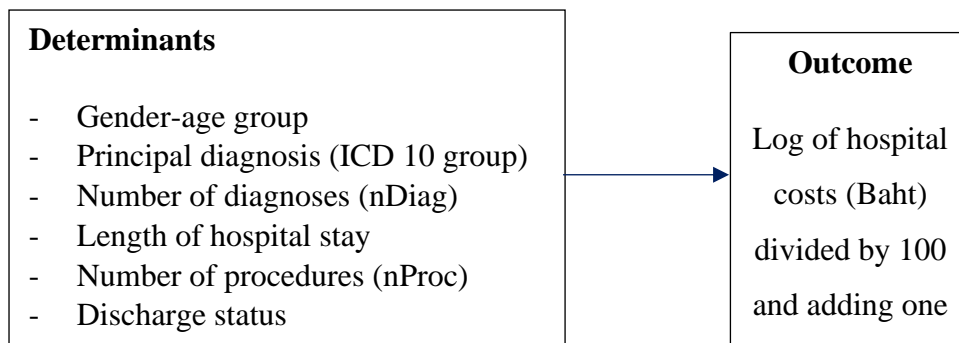 Determinants
- Gender-age group
- Principal diagnosis (ICD 10 group)
- Number of diagnoses (nDiag)
- Length of hospital stay
- Number of procedures (nProc)
- Discharge status
Outcome
Log of hospital
costs (Baht)
divided by 100
and adding one